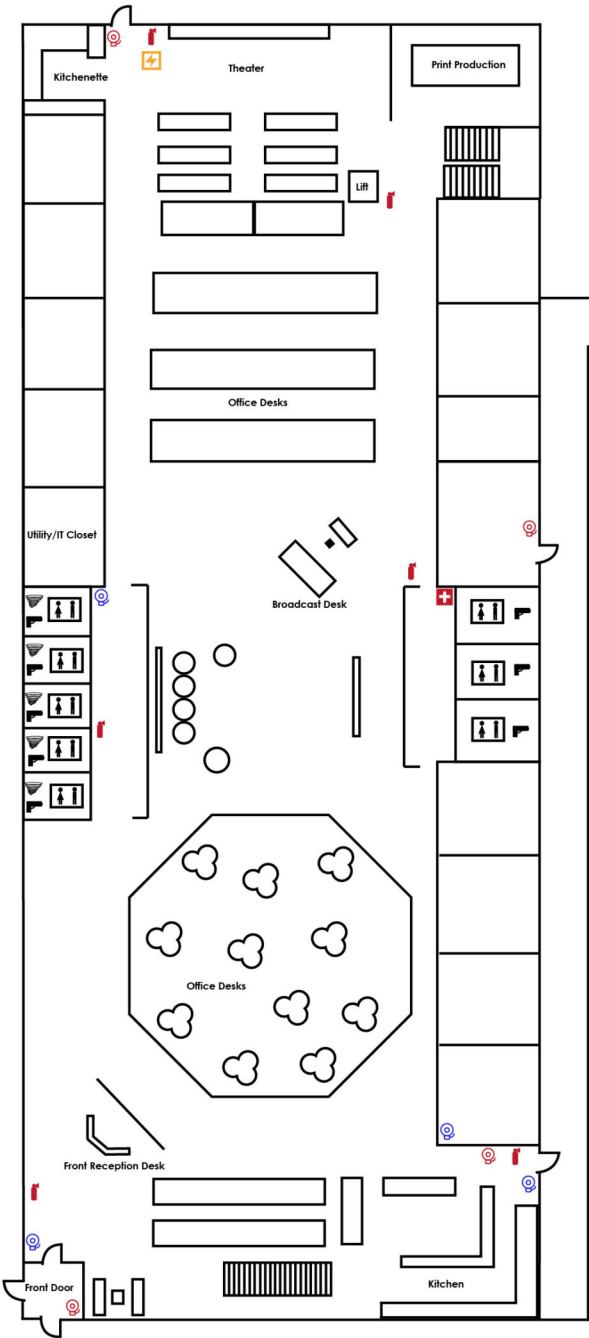 Theater
Print Production
Kitchenette
Lift
Office Desks
Utility/IT Closet
Broadcast Desk
Office Desks
Front Reception Desk
Front Door
Kitchen